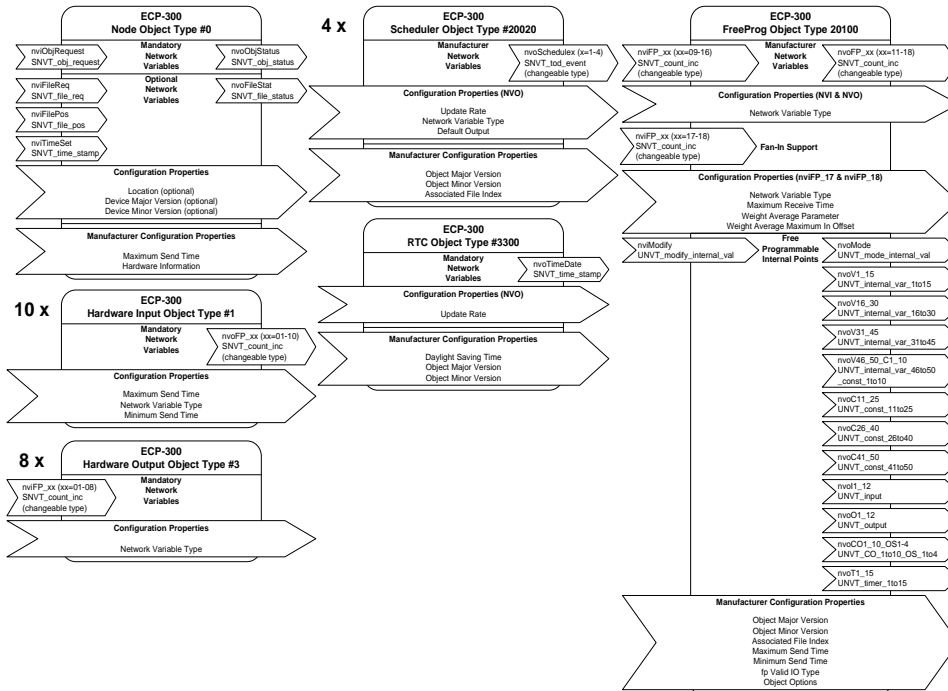 ECP-300
Node Object Type #0
nviObjRequest
SNVT_obj_request
Mandatory
Network
Variables
nvoObjStatus
SNVT_obj_status
nviFileReq
SNVT_file_req
Optional
Network
Variables
nvoFileStat
SNVT_file_status
nviFilePos
SNVT_file_pos
nviTimeSet
SNVT_time_stamp
Configuration Properties
Location (optional)
Device Major Version (optional)
Device Minor Version (optional)
Manufacturer Configuration Properties
Maximum Send Time
Hardware Information
10 x
ECP-300
Hardware Input Object Type #1
Mandatory
Network
Variables
nvoFP_xx (xx=01-10)
SNVT_count_inc
(changeable type)
Configuration Properties
Maximum Send Time
Network Variable Type
Minimum Send Time
8 x
ECP-300
Hardware Output Object Type #3
nviFP_xx (xx=01-08)
SNVT_count_inc
(changeable type)
Mandatory
Network
Variables
Configuration Properties
Network Variable Type
4 x
ECP-300
Scheduler Object Type #20020
Manufacturer
Network
Variables
nvoSchedulex (x=1-4)
SNVT_tod_event
(changeable type)
Configuration Properties (NVO)
Update Rate
Network Variable Type
Default Output
Manufacturer Configuration Properties
Object Major Version
Object Minor Version
Associated File Index
ECP-300
RTC Object Type #3300
Mandatory
Network
Variables
nvoTimeDate
SNVT_time_stamp
Configuration Properties (NVO)
Update Rate
Manufacturer Configuration Properties
Daylight Saving Time
Object Major Version
Object Minor Version
ECP-300
FreeProg Object Type 20100
nviFP_xx (xx=09-16)
SNVT_count_inc
(changeable type)
Manufacturer
Network
Variables
nvoFP_xx (xx=11-18)
SNVT_count_inc
(changeable type)
Configuration Properties (NVI & NVO)
Network Variable Type
nviFP_xx (xx=17-18)
SNVT_count_inc
(changeable type)
Fan-In Support
Configuration Properties (nviFP_17 & nviFP_18)
Network Variable Type
Maximum Receive Time
Weight Average Parameter
Weight Average Maximum In Offset
nviModify
UNVT_modify_internal_val
Free
Programmable
Internal Points
nvoMode
UNVT_mode_internal_val
nvoV1_15
UNVT_internal_var_1to15
nvoV16_30
UNVT_internal_var_16to30
nvoV31_45
UNVT_internal_var_31to45
nvoV46_50_C1_10
UNVT_internal_var_46to50
_const_1to10
nvoC11_25
UNVT_const_11to25
nvoC26_40
UNVT_const_26to40
nvoC41_50
UNVT_const_41to50
nvoI1_12
UNVT_input
nvoO1_12
UNVT_output
nvoCO1_10_OS1-4
UNVT_CO_1to10_OS_1to4
nvoT1_15
UNVT_timer_1to15
Manufacturer Configuration Properties
Object Major Version
Object Minor Version
Associated File Index
Maximum Send Time
Minimum Send Time
fp Valid IO Type
Object Options